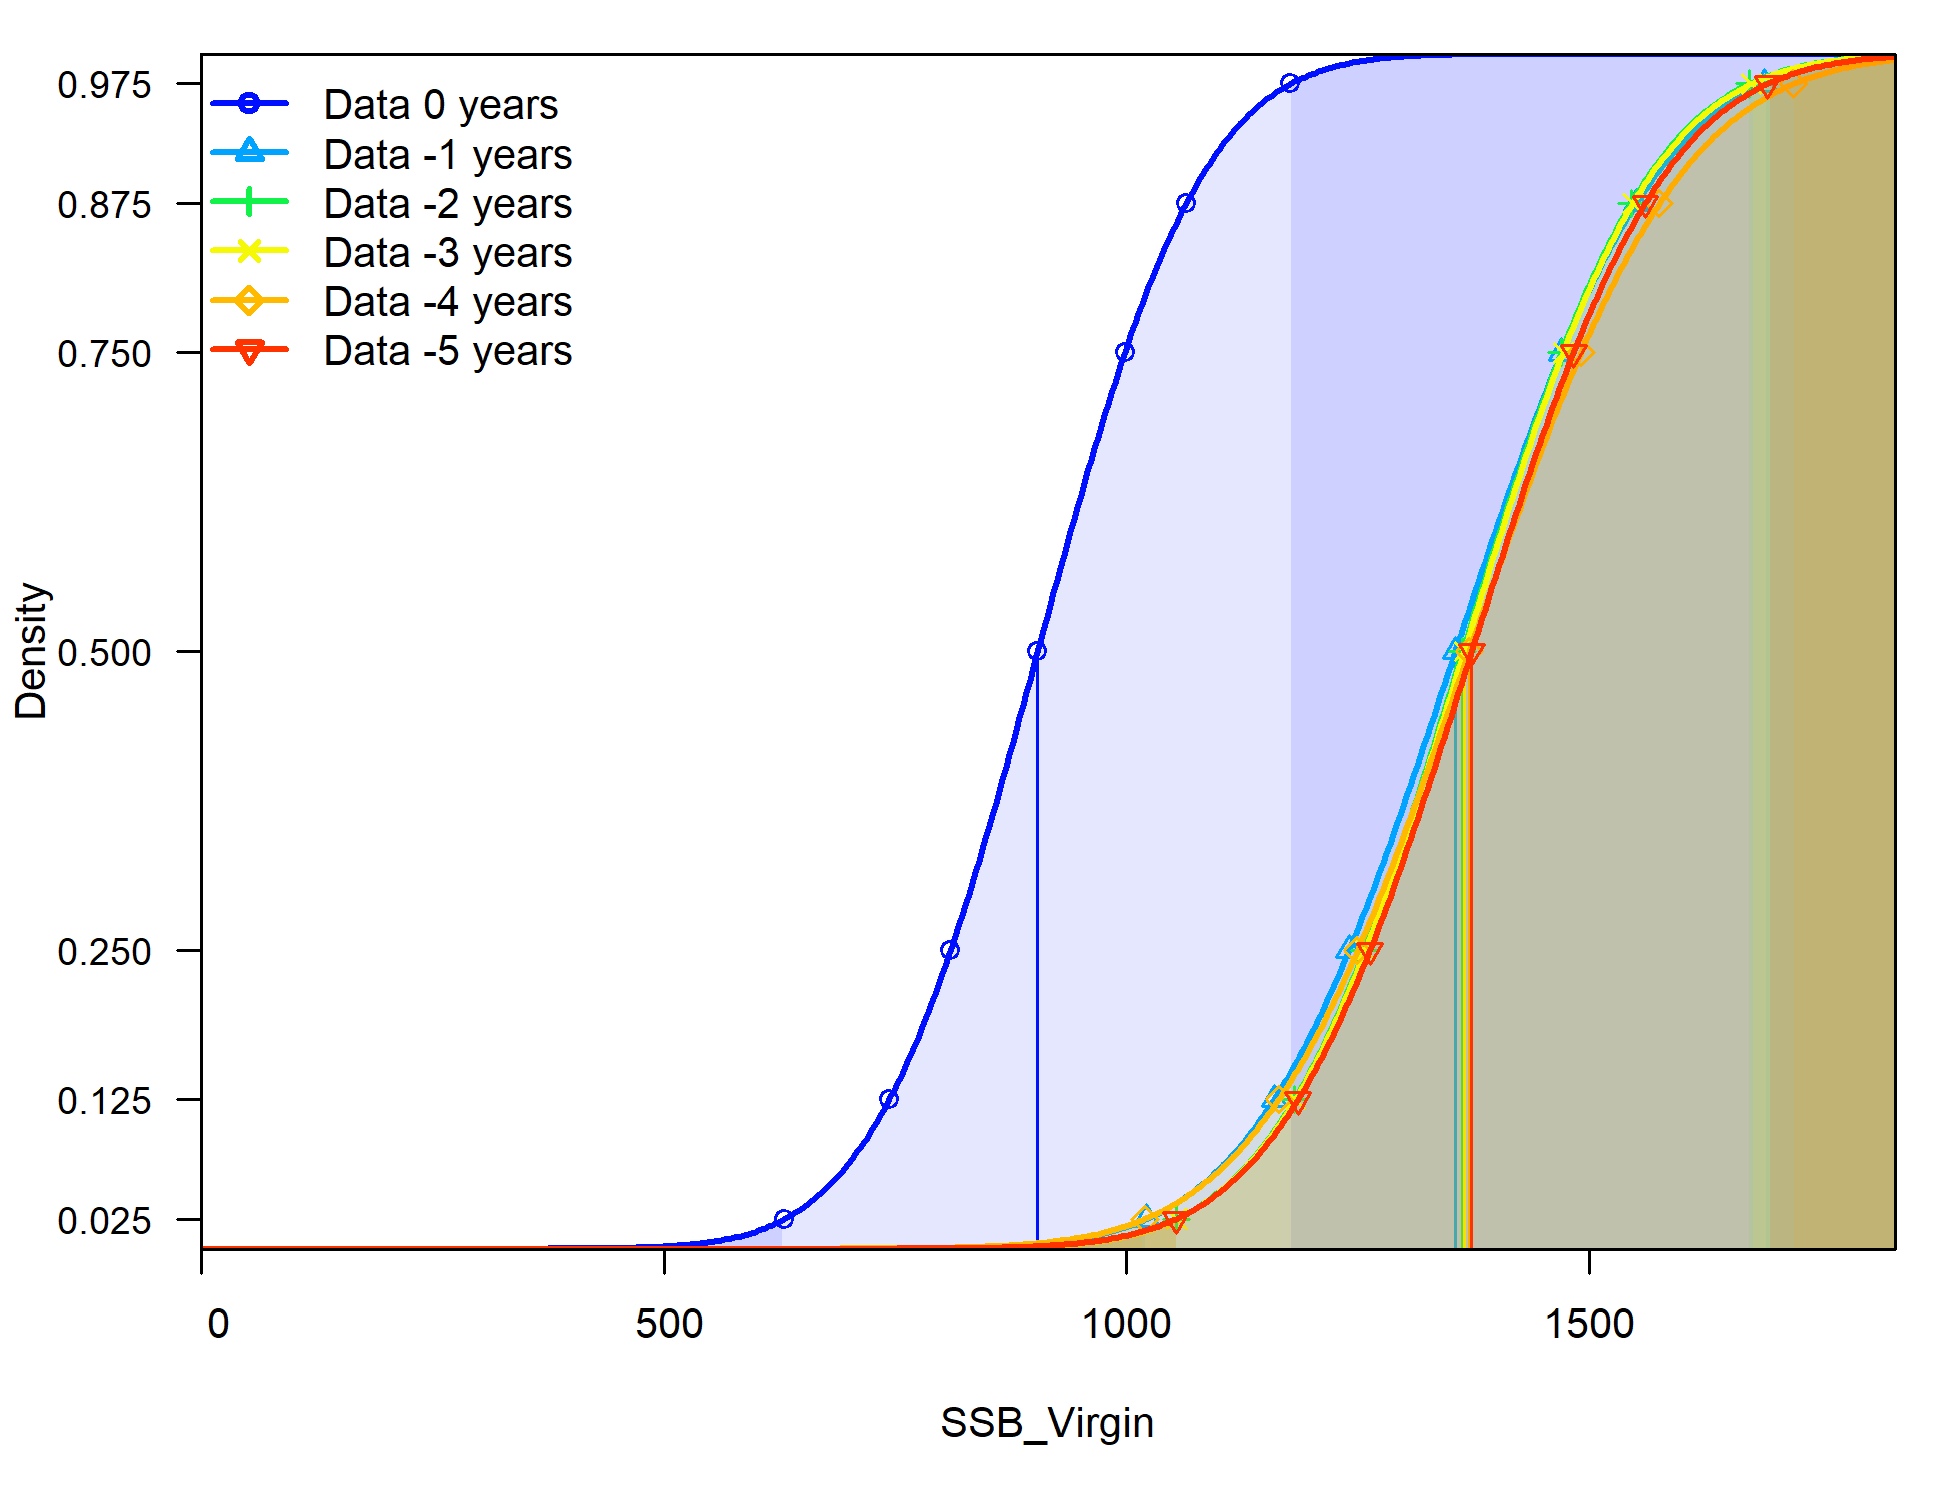 0.975
0.875
0.750
0.500
0.250
0.125
0.025
Density
Data 0 years
Data -1 years
Data -2 years
Data -3 years
Data -4 years
Data -5 years
0 500 1000 1500
SSB_Virgin